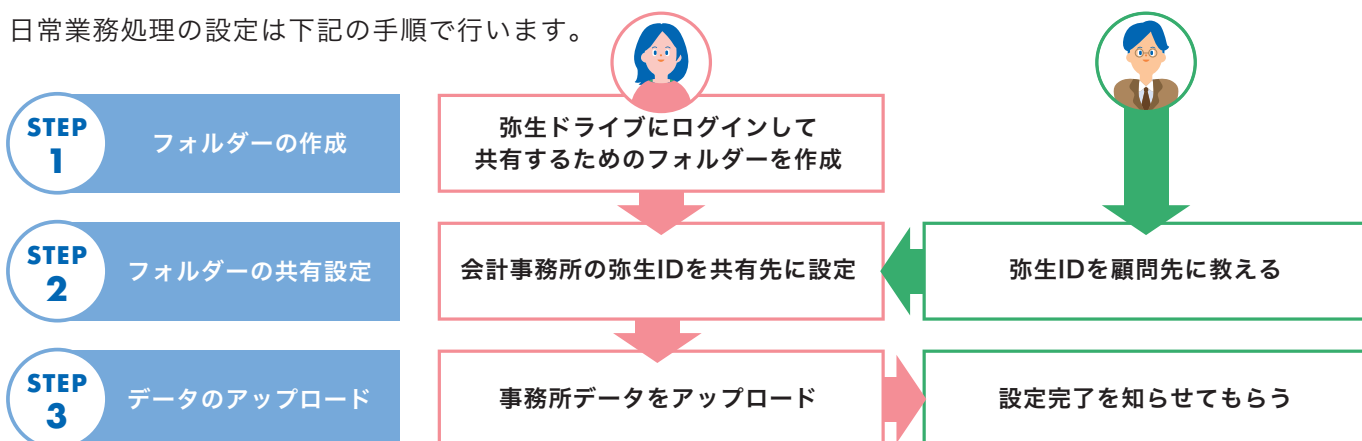 日常業務処理の設定は下記の手順で行います。
STEP
1
フォルダーの作成
弥生ドライブにログインして
共有するためのフォルダーを作成
STEP
2
フォルダーの共有設定
会計事務所の弥生IDを共有先に設定
弥生IDを顧問先に教える
STEP
3
データのアップロード
事務所データをアップロード
設定完了を知らせてもらう